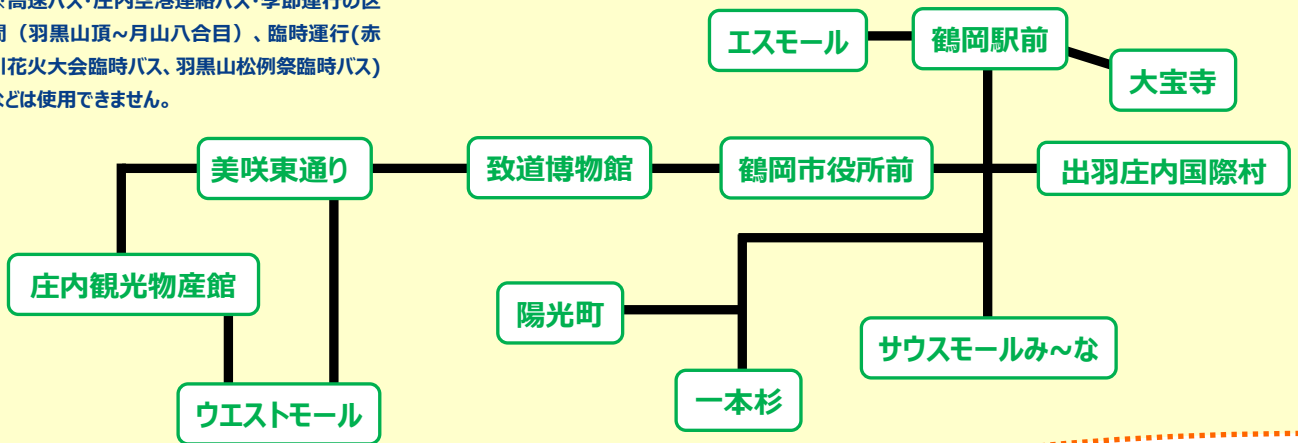 ※高速バス・庄内空港連絡バス・季節運行の区
間（羽黒山頂~月山八合目）、臨時運行(赤
川花火大会臨時バス、羽黒山松例祭臨時バス)
などは使用できません。
エスモール
鶴岡駅前
大宝寺
美咲東通り
致道博物館
鶴岡市役所前
出羽庄内国際村
庄内観光物産館
陽光町
サウスモールみ~な
一本杉
ウエストモール